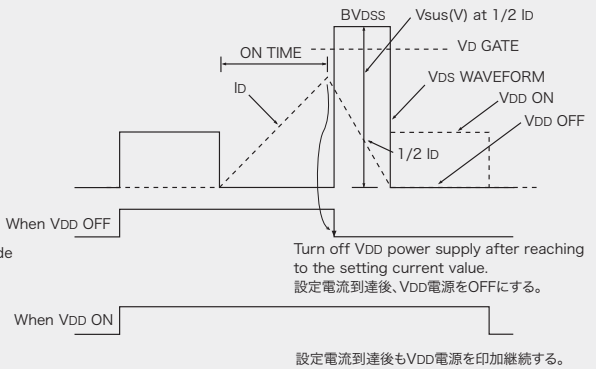 BVDSS
Vsus(V) at 1/2 ID
VD GATE
ON TIME
VDS WAVEFORM
ID
VDD ON
VDD OFF
1/2 ID
When VDD OFF
de
Turn off VDD power supply after reaching
to the setting current value.
設定電流到達後、VDD電源をOFFにする。
When VDD ON
設定電流到達後もVDD電源を印加継続する。